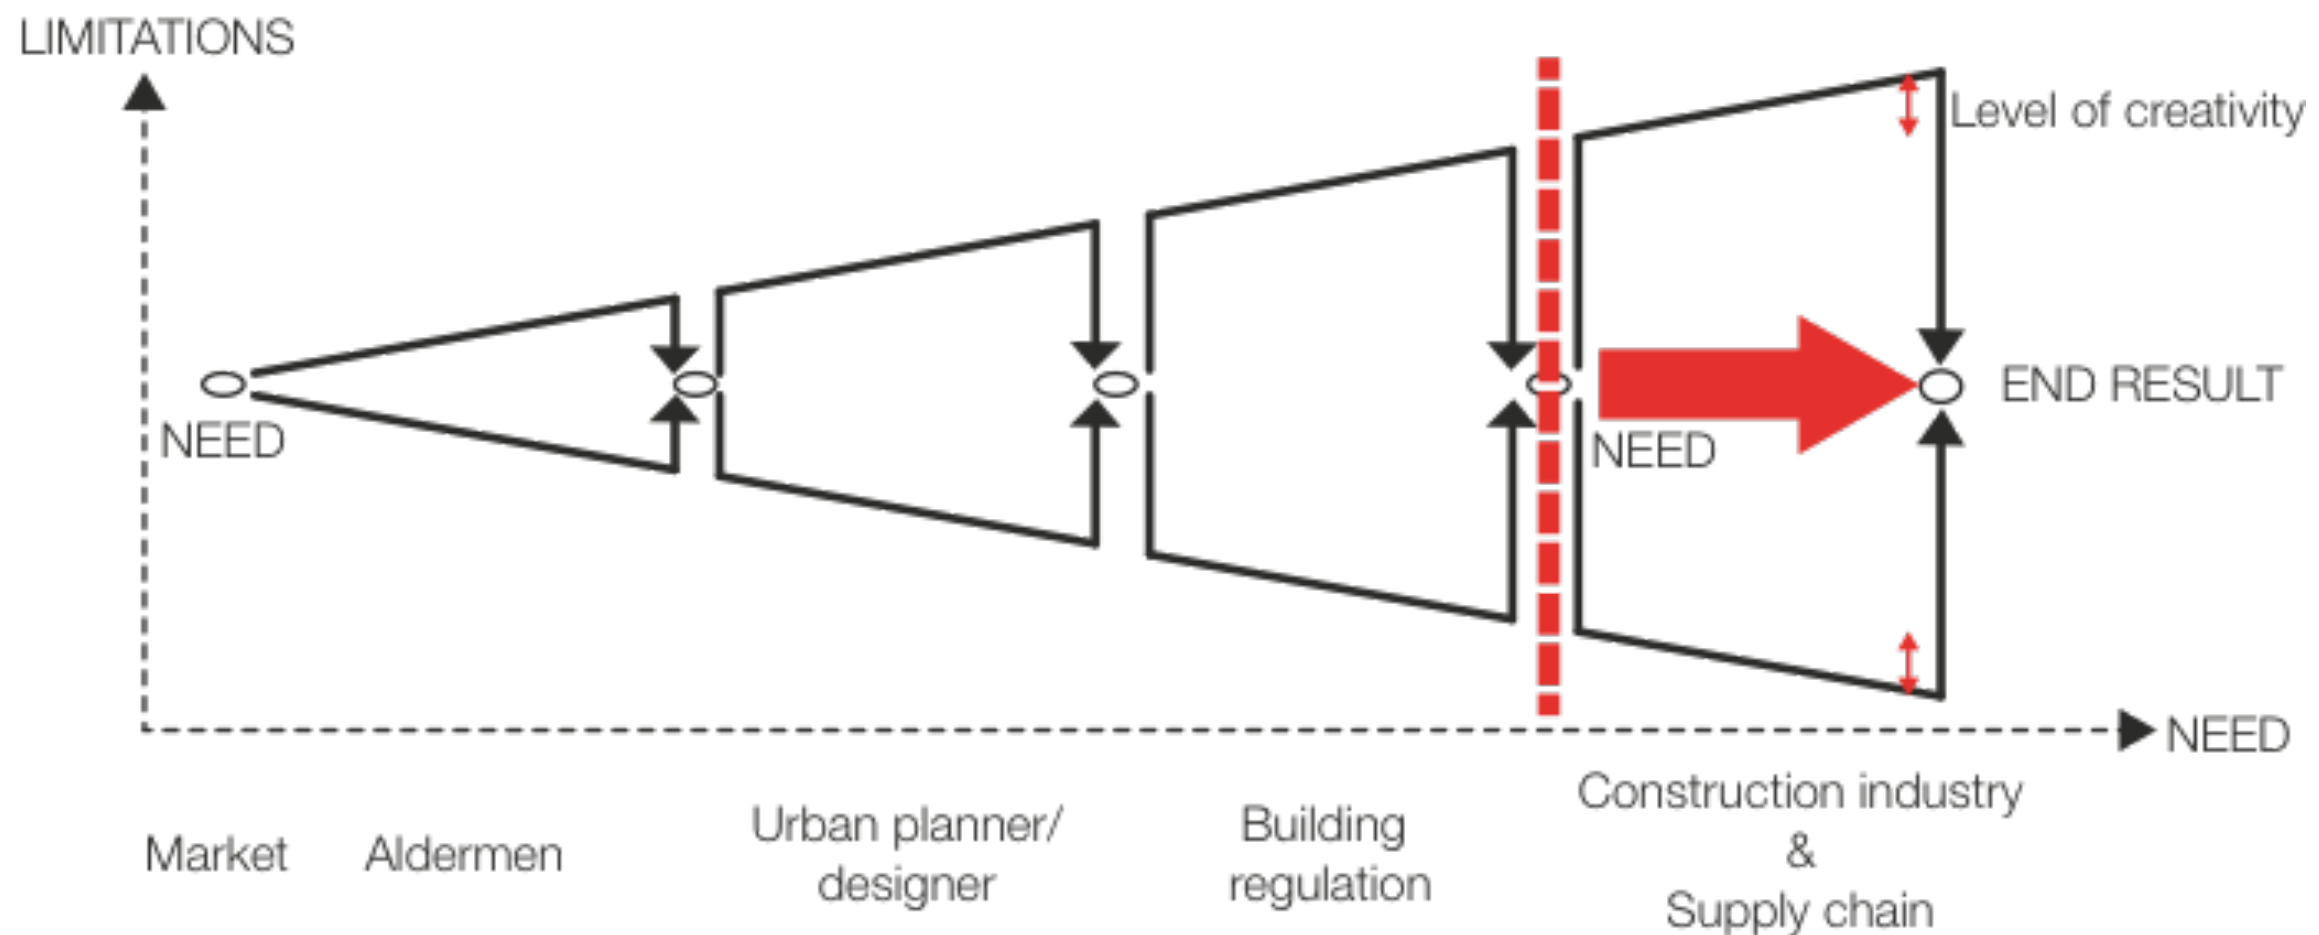 LIMITATIONS
Level of creativity
NEED
NEED
END RESULT
NEED
Market
Aldermen
Urban planner/
designer
Building
regulation
Construction industry
&
Supply chain